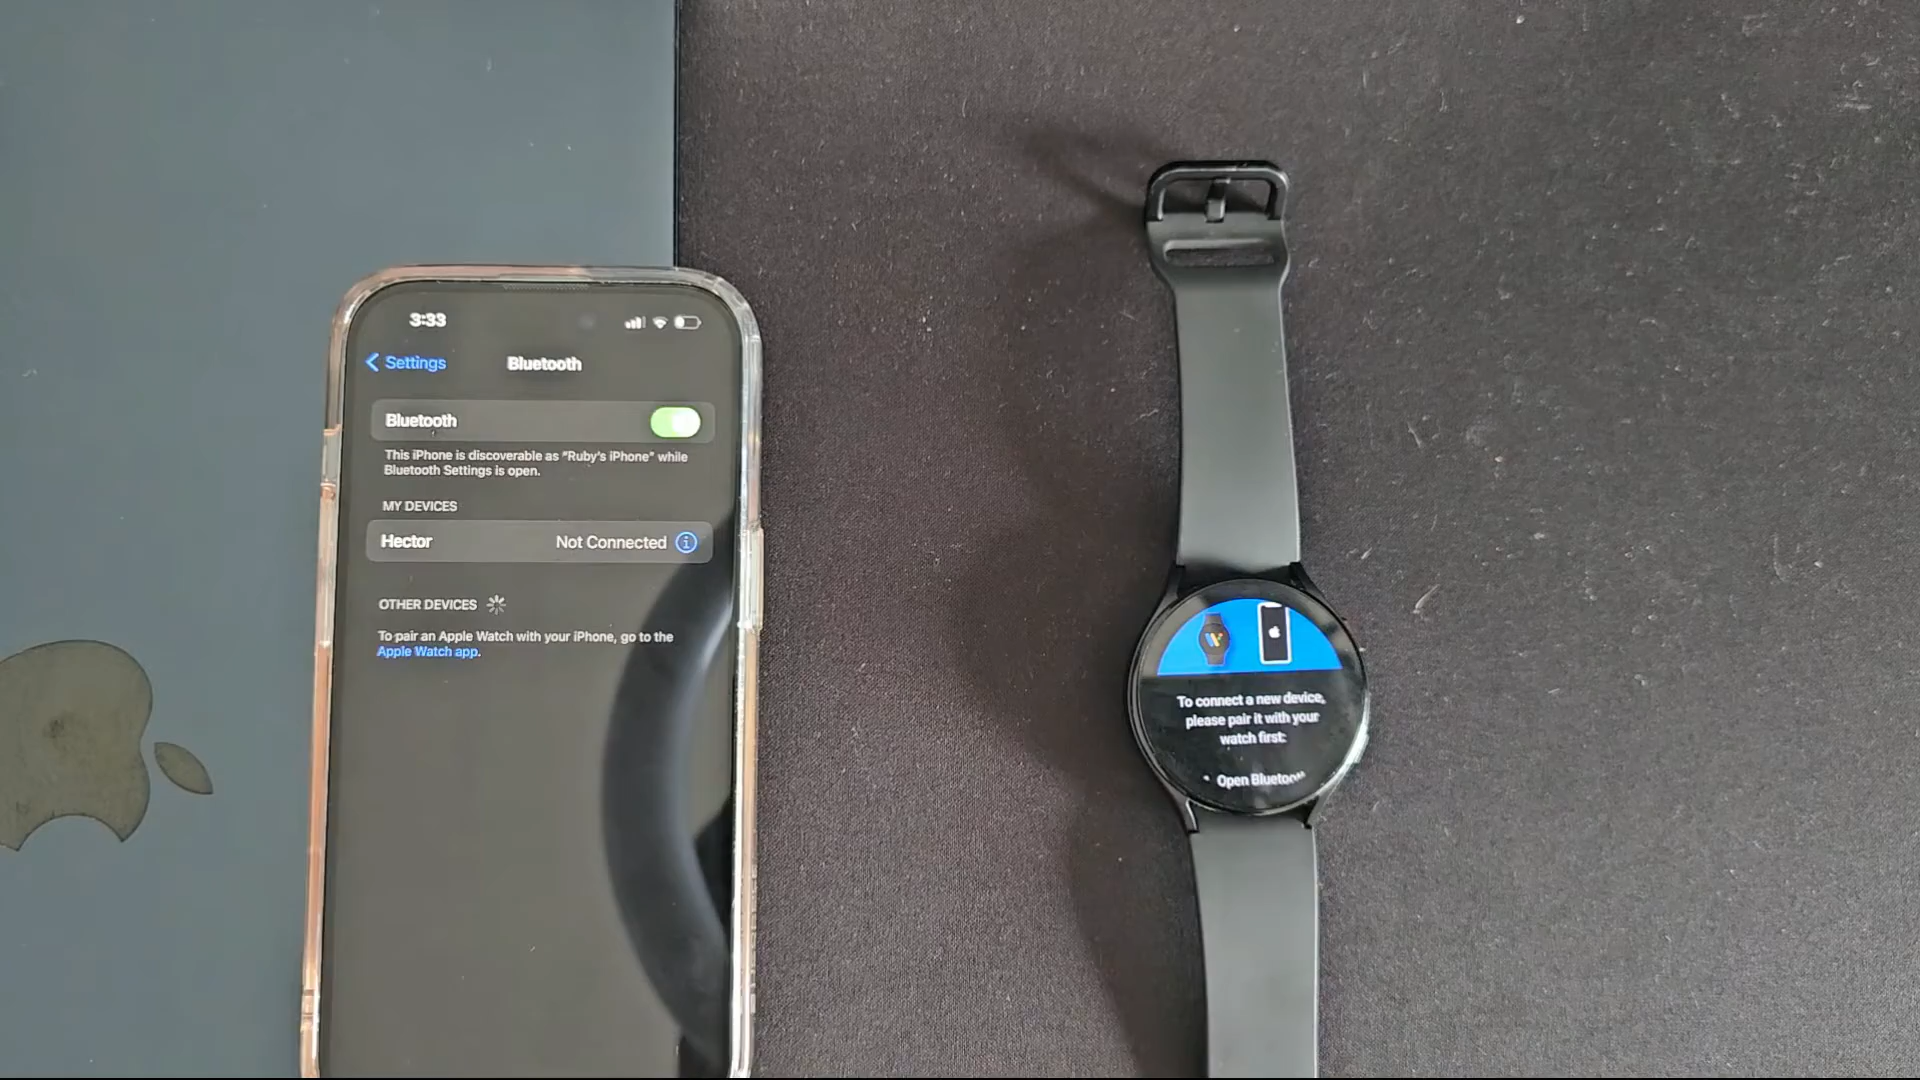 3:33
Settings
Bluetooth
Bluetooth
This iPhone is discoverable as “Ruby's iPhone” while
Bluetooth Settings is open.
MY DEVICES
Hector Not Connected
OTHER DEVICES
To pair an Apple Watch with your iPhone, go to the
Apple Watch app.
To connect a new device,
please pair it with your
watch first:
• Open Bluetooth